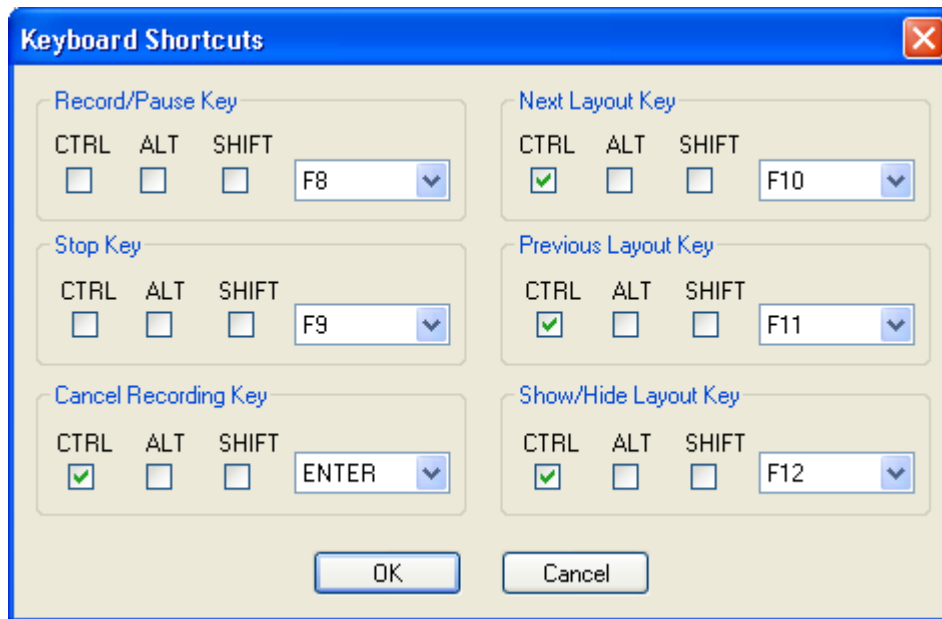 Keyboard Shortcuts
Record/Pause Key
CTRL ALT SHIFT
F8
Next Layout Key
CTRL ALT SHIFT
F10
Stop Key
CTRL ALT SHIFT
F9
Previous Layout Key
CTRL ALT SHIFT
F11
Cancel Recording Key
CTRL ALT SHIFT
ENTER
Show/Hide Layout Key
CTRL ALT SHIFT
F12
OK
Cancel